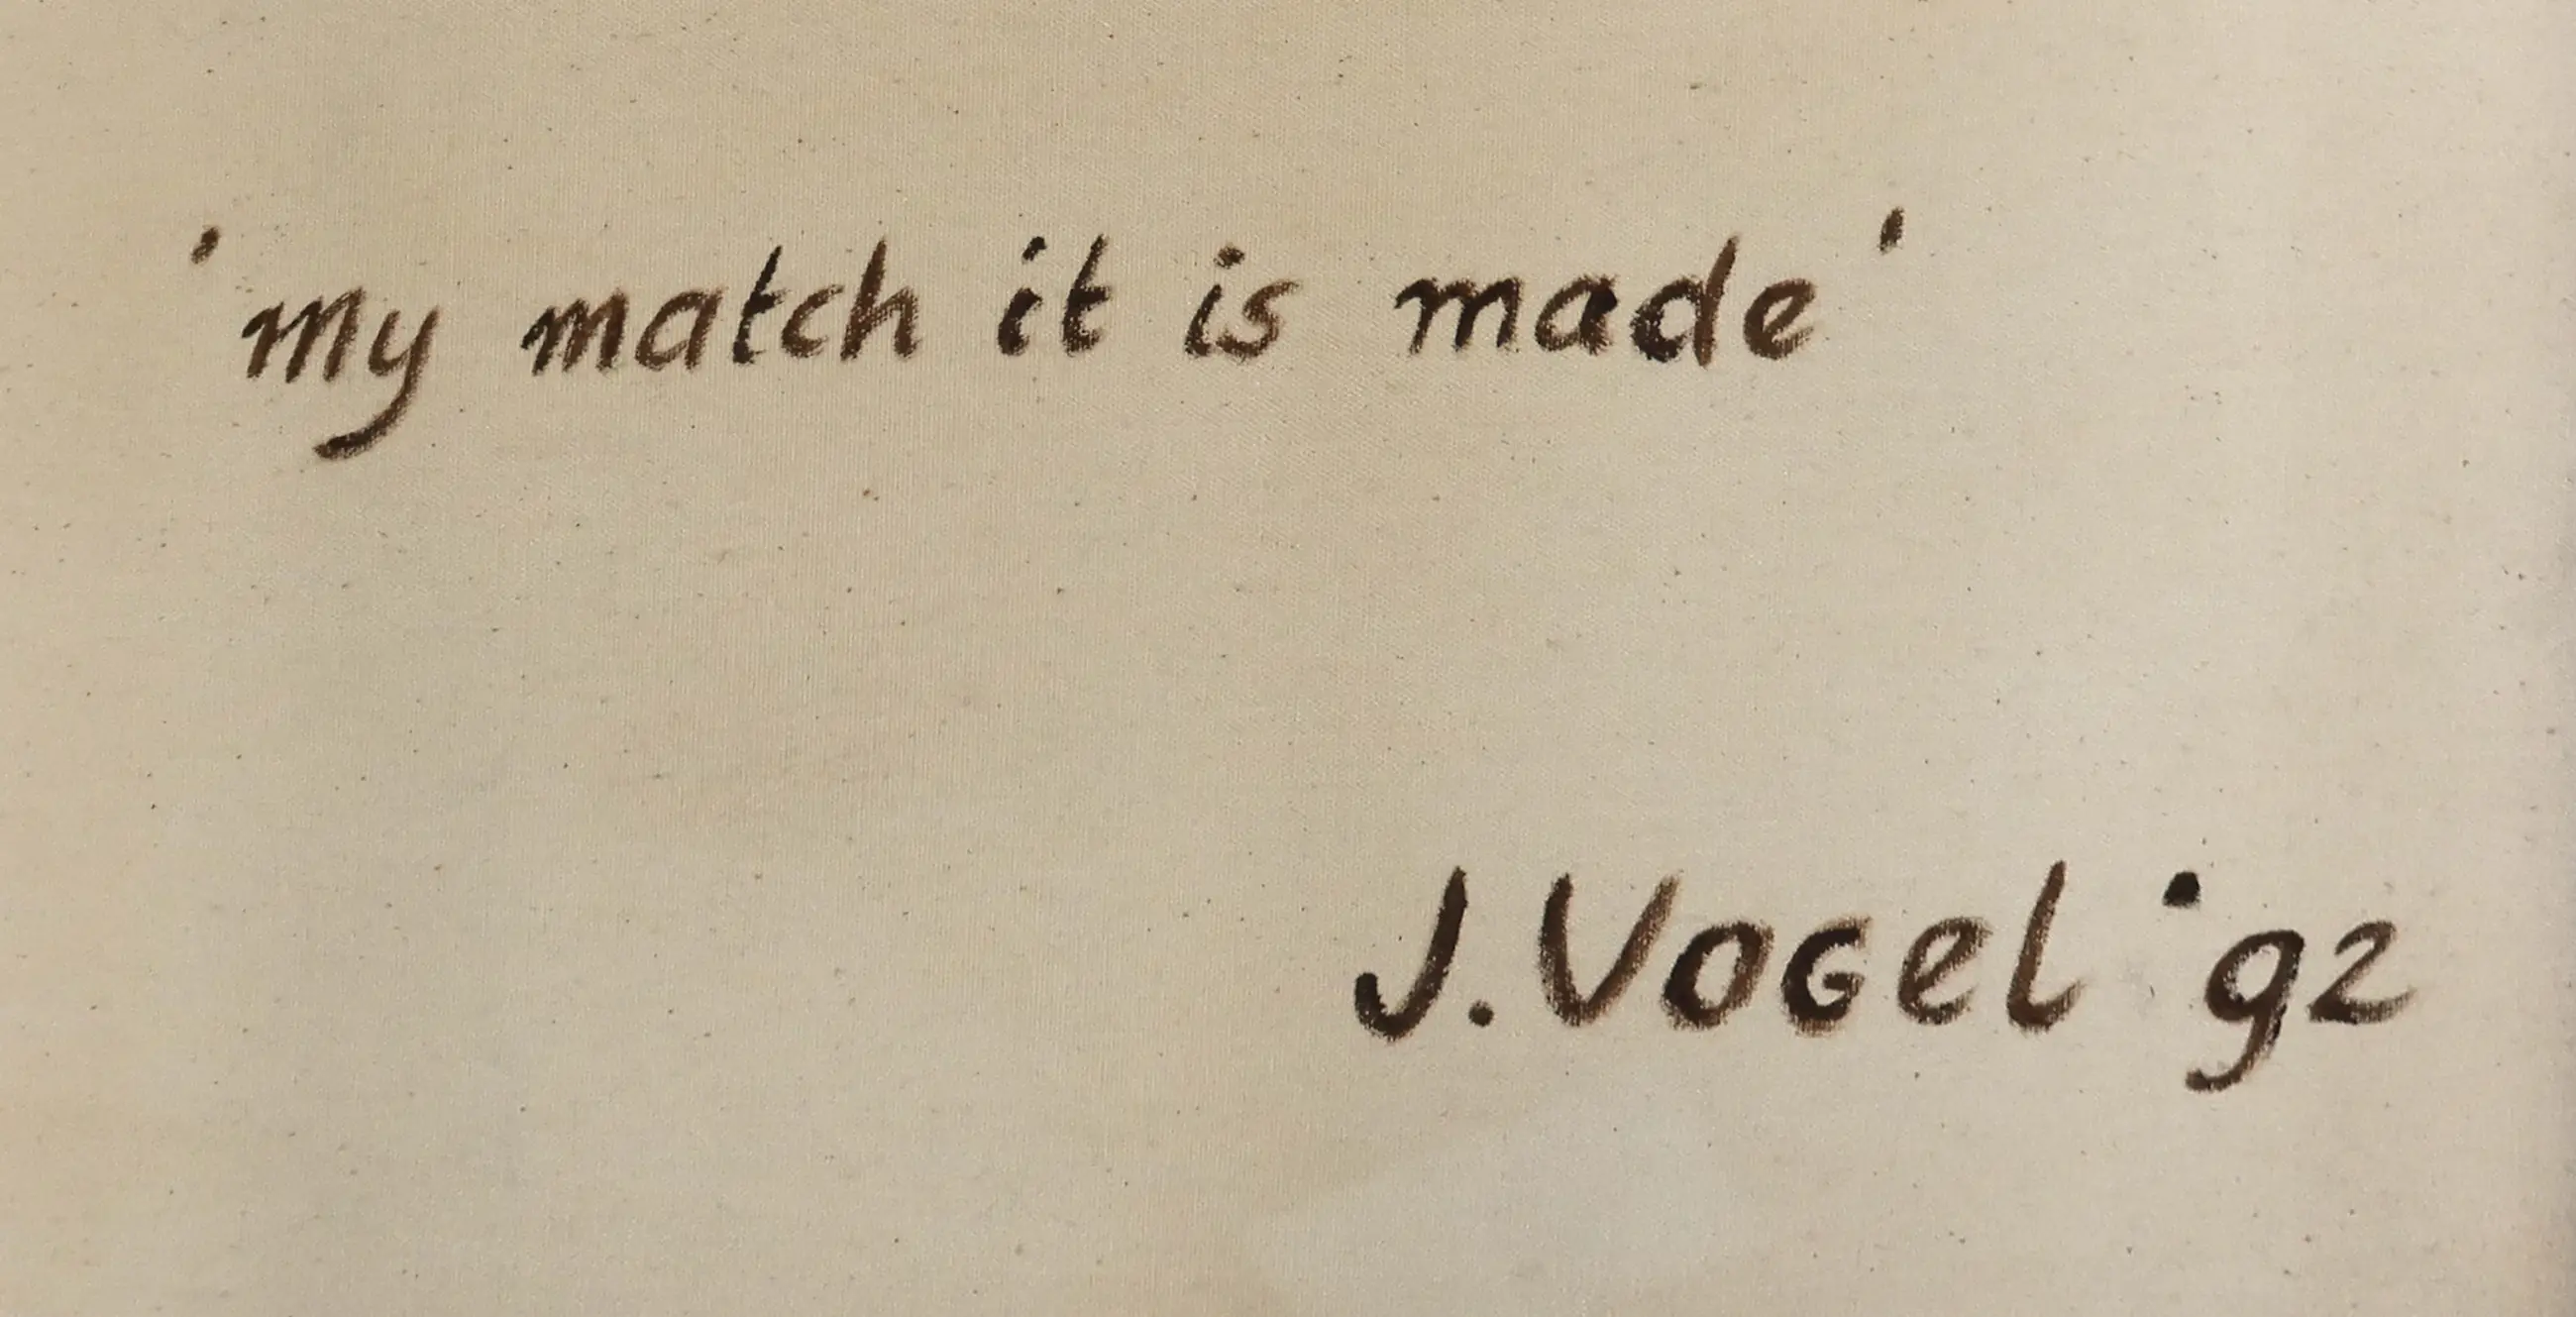 'my match it is made'
J. Vogel '92